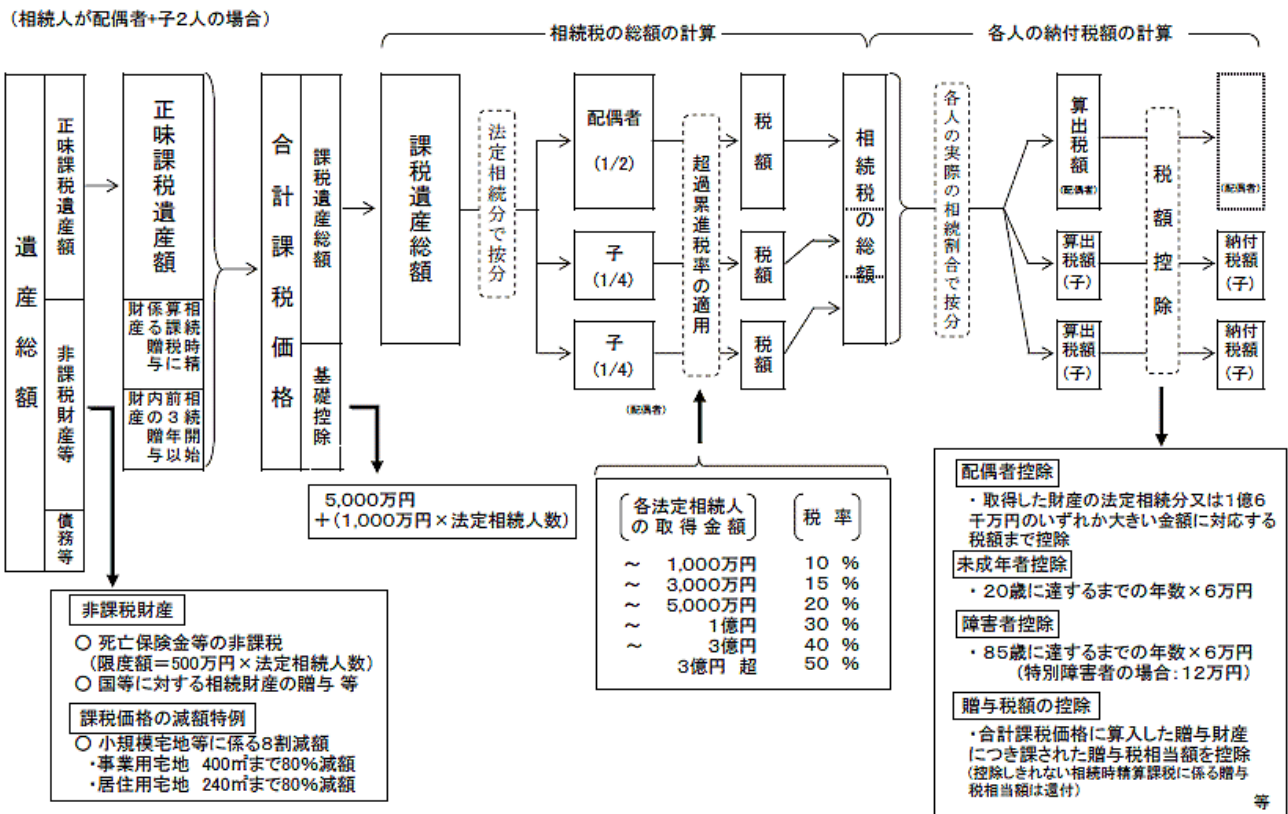 (相続人が配偶者+子2人の場合)
相続税の総額の計算
各人の納付税額の計算
遺産総額
正味課税遺産額
非課税財産等
債務等
正味課税遺産額
相続時精
算課税に
係る贈与
財産
相続開始
前3年以
内の贈与
財産
合計課税価格
課税遺産総額
基礎控除
課税遺産総額
法定相続分で按分
配偶者
(1/2)
子
(1/4)
子
(1/4)
(配偶者)
超過累進税率の適用
税額
税額
税額
相続税の総額
各人の実際の相続割合で按分
算出税額
(配偶者)
算出
税額
(子)
算出
税額
(子)
税額控除
(配偶者)
納付
税額
(子)
納付
税額
(子)
5,000万円
+(1,000万円×法定相続人数)
非課税財産
○ 死亡保険金等の非課税
(限度額=500万円×法定相続人数)
○ 国等に対する相続財産の贈与 等
課税価格の減額特例
○ 小規模宅地等に係る8割減額
・事業用宅地 400㎡まで80%減額
・居住用宅地 240㎡まで80%減額
各法定相続人
の取得金額
税 率
~ 1,000万円 10 %
~ 3,000万円 15 %
~ 5,000万円 20 %
~ 1億円 30 %
~ 3億円 40 %
3億円 超 50 %
配偶者控除
・取得した財産の法定相続分又は1億6
千万円のいずれか大きい金額に対応する
税額まで控除
未成年者控除
・20歳に達するまでの年数×6万円
障害者控除
・85歳に達するまでの年数×6万円
(特別障害者の場合:12万円)
贈与税額の控除
・合計課税価格に算入した贈与財産
につき課された贈与税相当額を控除
(控除しきれない相続時精算課税に係る贈与
税相当額は還付)
等